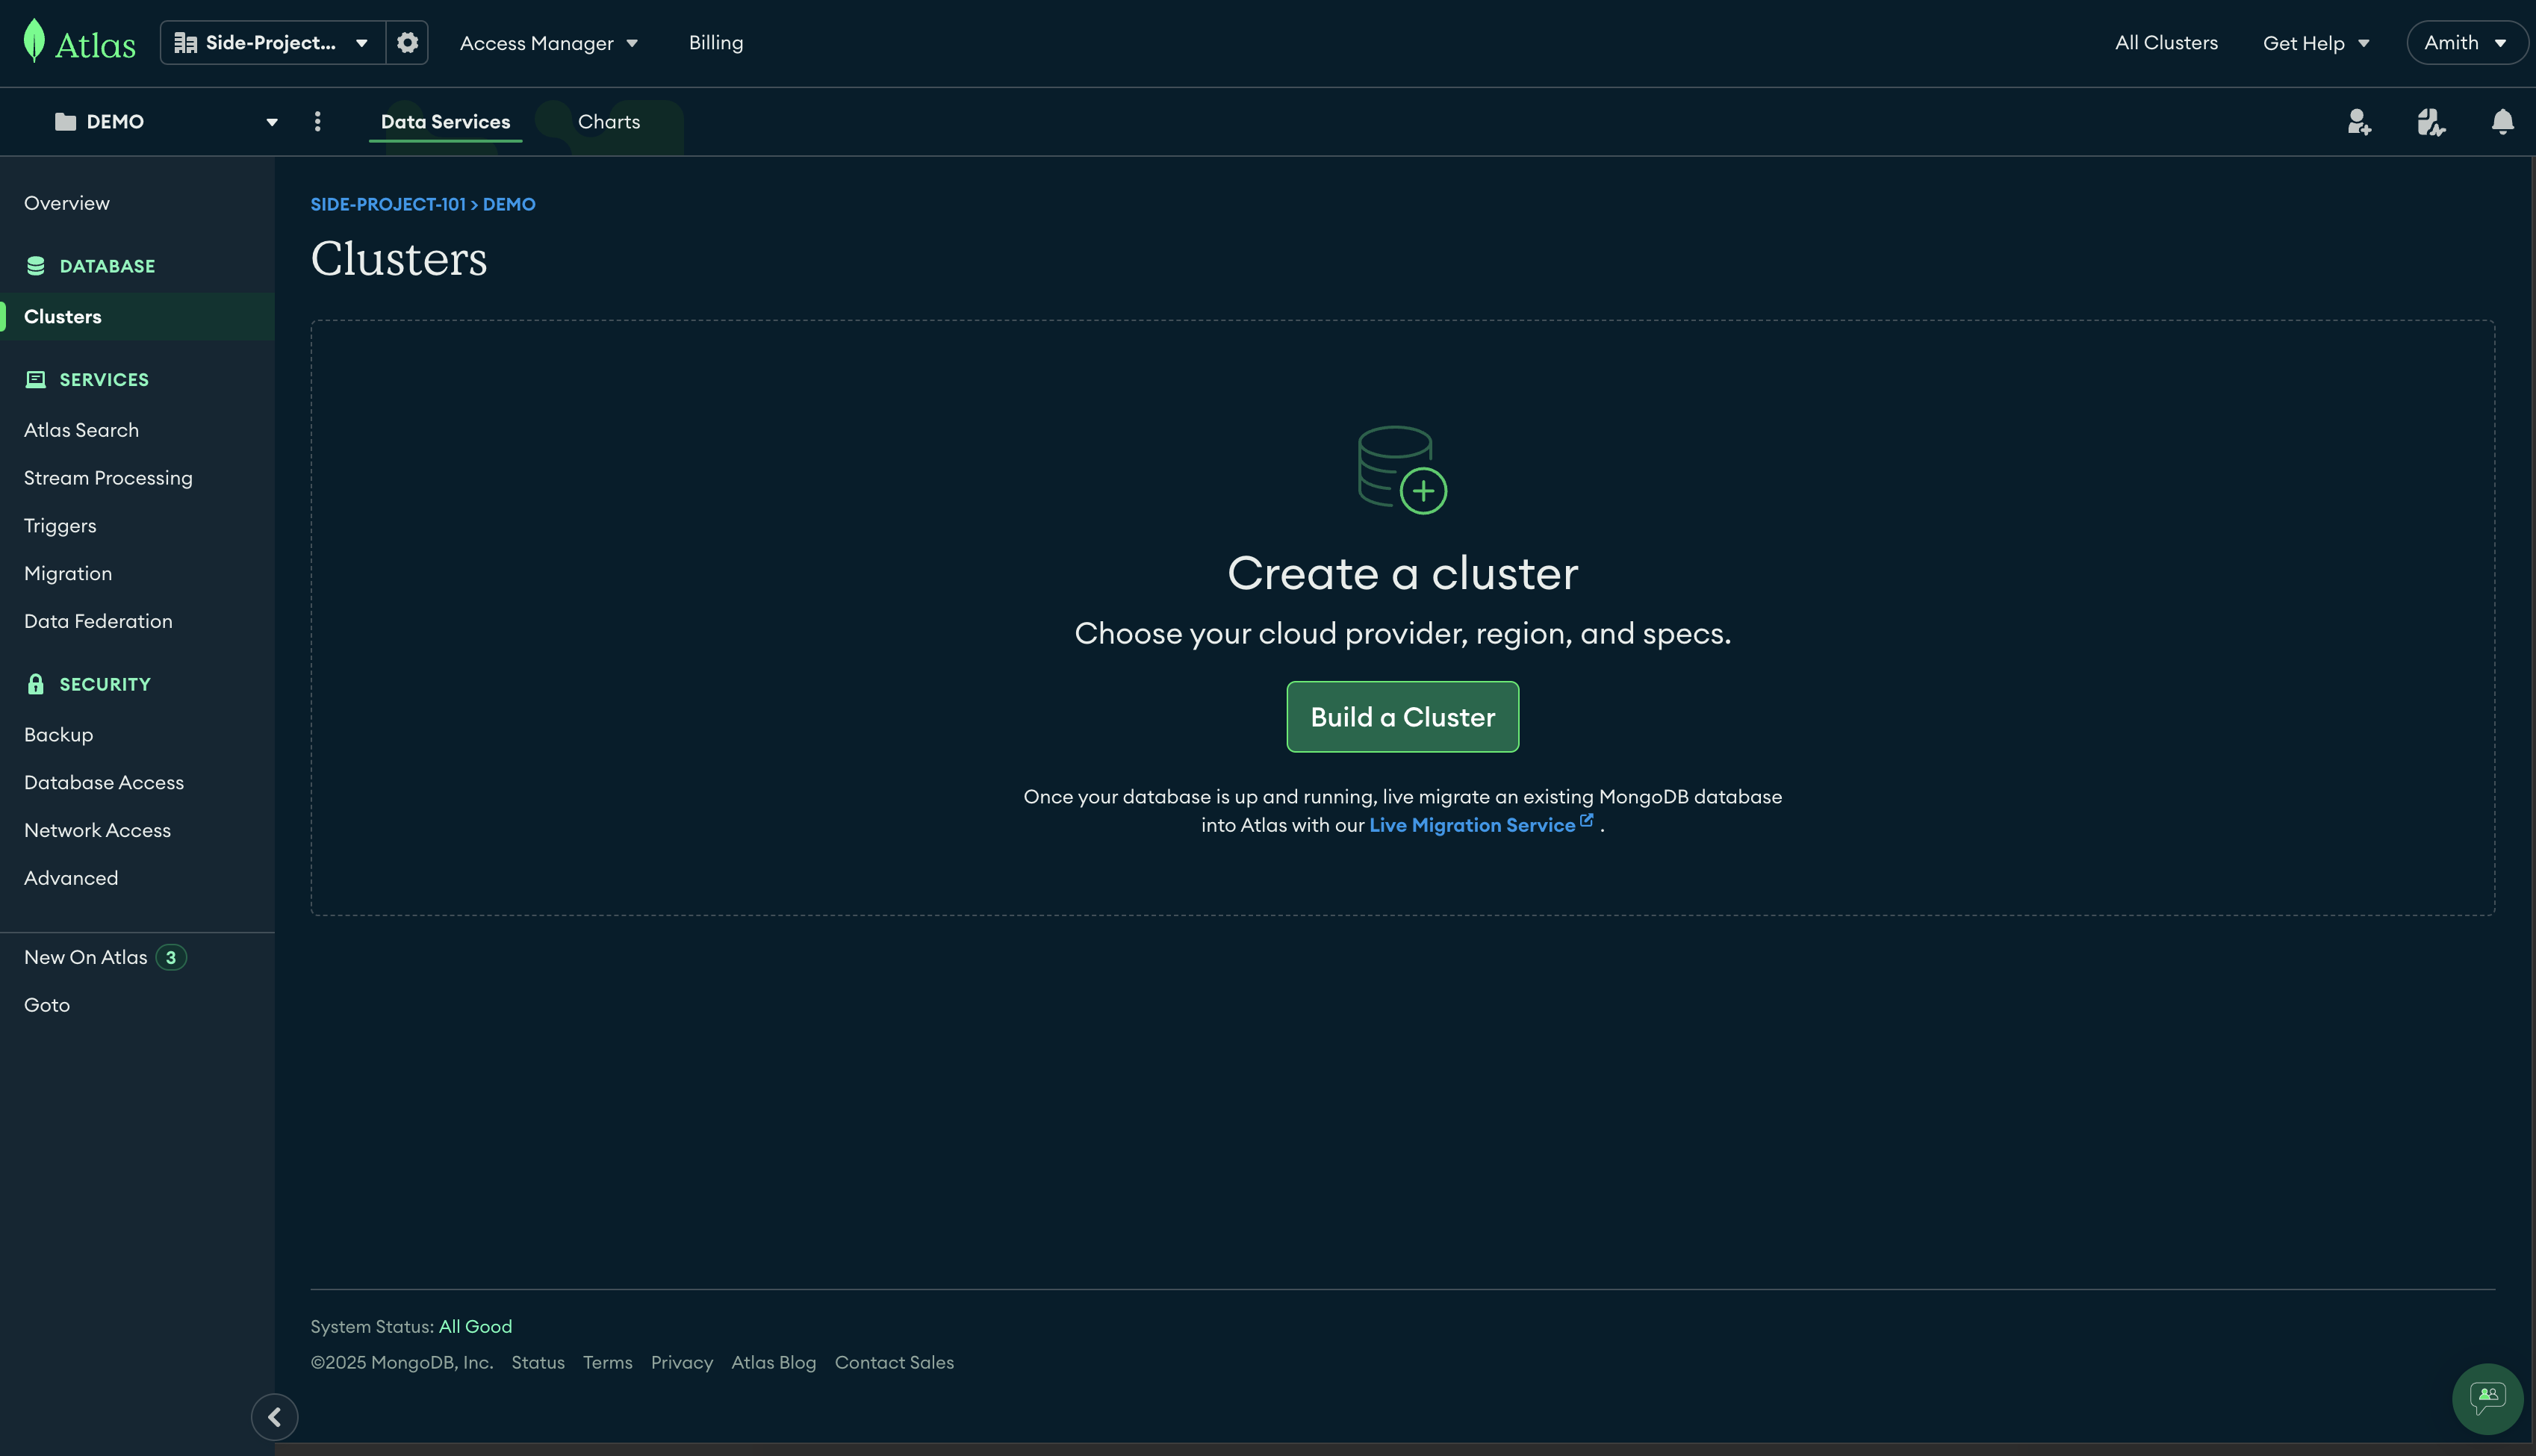 Atlas
Side-Project...
Access Manager
Billing
All Clusters
Get Help
Amith
DEMO
Data Services
Charts
Overview
DATABASE
Clusters
SERVICES
Atlas Search
Stream Processing
Triggers
Migration
Data Federation
SECURITY
Backup
Database Access
Network Access
Advanced
New On Atlas 3
Goto
SIDE-PROJECT-101 > DEMO
Clusters
Create a cluster
Choose your cloud provider, region, and specs.
Build a Cluster
Once your database is up and running, live migrate an existing MongoDB database
into Atlas with our Live Migration Service .
System Status: All Good
©2025 MongoDB, Inc. Status Terms Privacy Atlas Blog Contact Sales